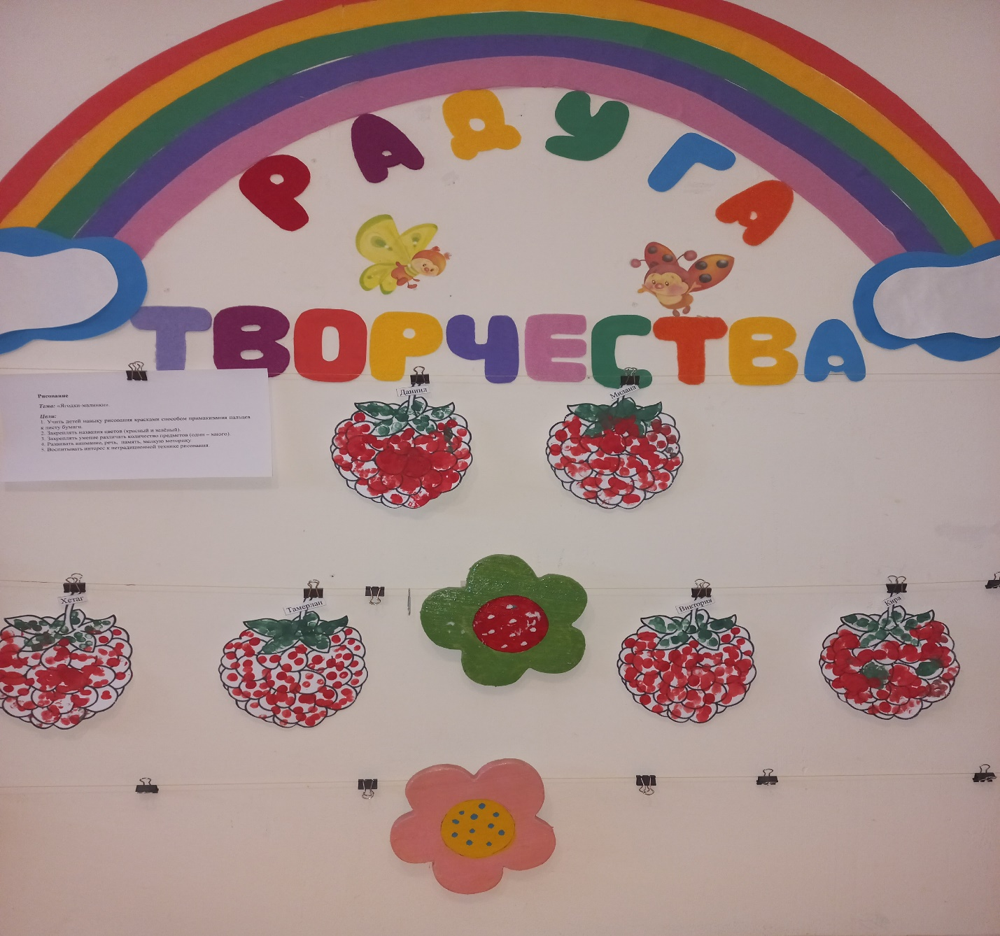 РАДУГА
ТВОРЧЕСТВА
Рисование
Тема: «Ягодки-малинки».
Цели:
1. Учить детей навыку рисования красками способом примакивания пальцев
к листу бумаги.
2. Закреплять названия цветов (красный и зелёный).
3. Закреплять умение различать количество предметов (один – много).
4. Развивать внимание, речь, память, мелкую моторику
5. Воспитывать интерес к нетрадиционной технике рисования.
Даниил
Милана
Хетаг
Тамерлан
Виктория
Кира